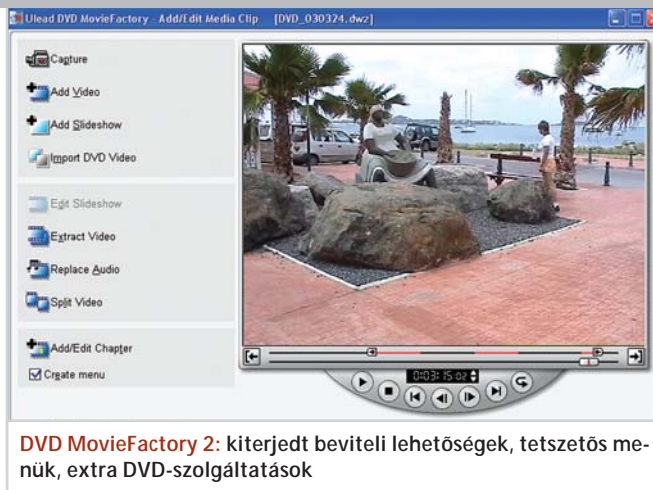 Ulead DVD MovieFactory - Add/Edit Media Clip [DVD_030324.dwz]
Capture
Add Video
Add Slideshow
Import DVD Video
Edit Slideshow
Extract Video
Replace Audio
Split Video
Add/Edit Chapter
Create menu
0:03:15:02
DVD MovieFactory 2: kiterjedt beviteli lehetőségek, tetszetős me-
nük, extra DVD-szolgáltatások